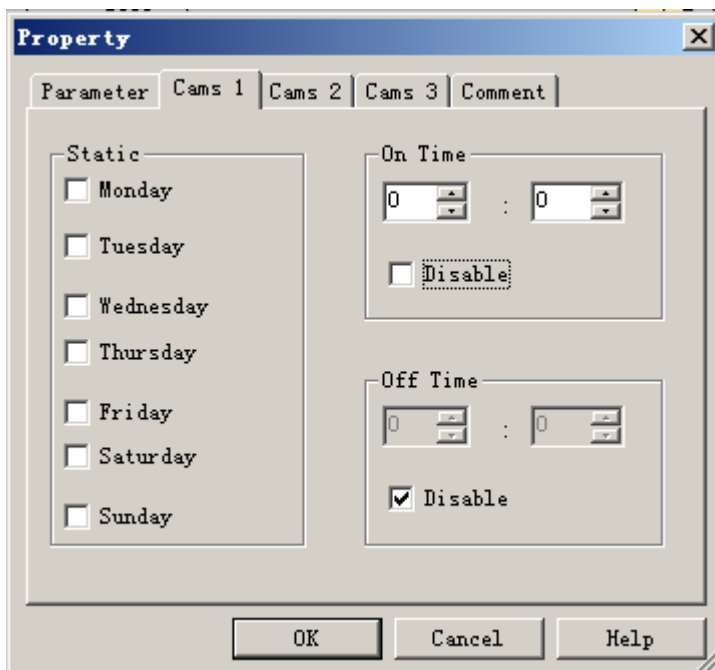 Property
Parameter Cams 1 Cams 2 Cams 3 Comment
Static
Monday
Tuesday
Wednesday
Thursday
Friday
Saturday
Sunday
On Time
0 : 0
Disable
Off Time
0 : 0
Disable
OK Cancel Help